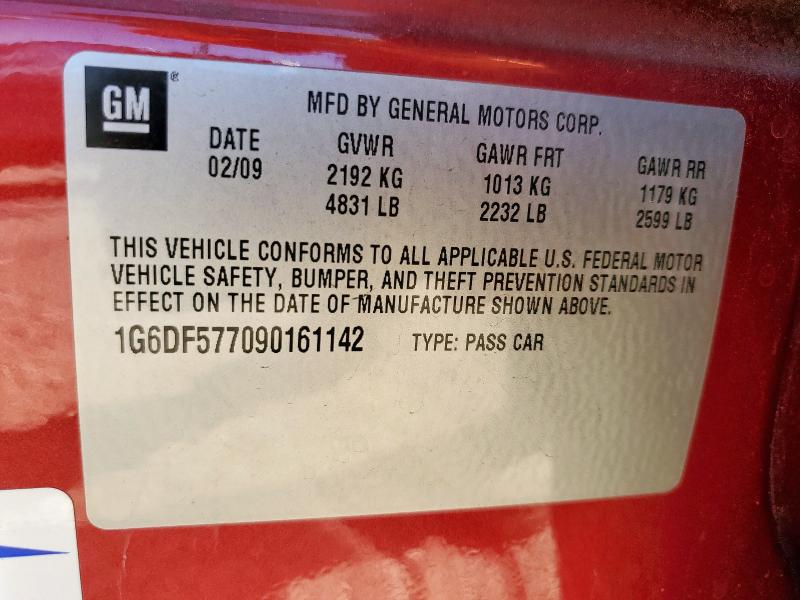 GM ®
MFD BY GENERAL MOTORS CORP.
DATE GVWR GAWR FRT GAWR RR
02/09 2192 KG 1013 KG 1179 KG
4831 LB 2232 LB 2599 LB
THIS VEHICLE CONFORMS TO ALL APPLICABLE U.S. FEDERAL MOTOR
VEHICLE SAFETY, BUMPER, AND THEFT PREVENTION STANDARDS IN
EFFECT ON THE DATE OF MANUFACTURE SHOWN ABOVE.
1G6DF577090161142 TYPE: PASS CAR